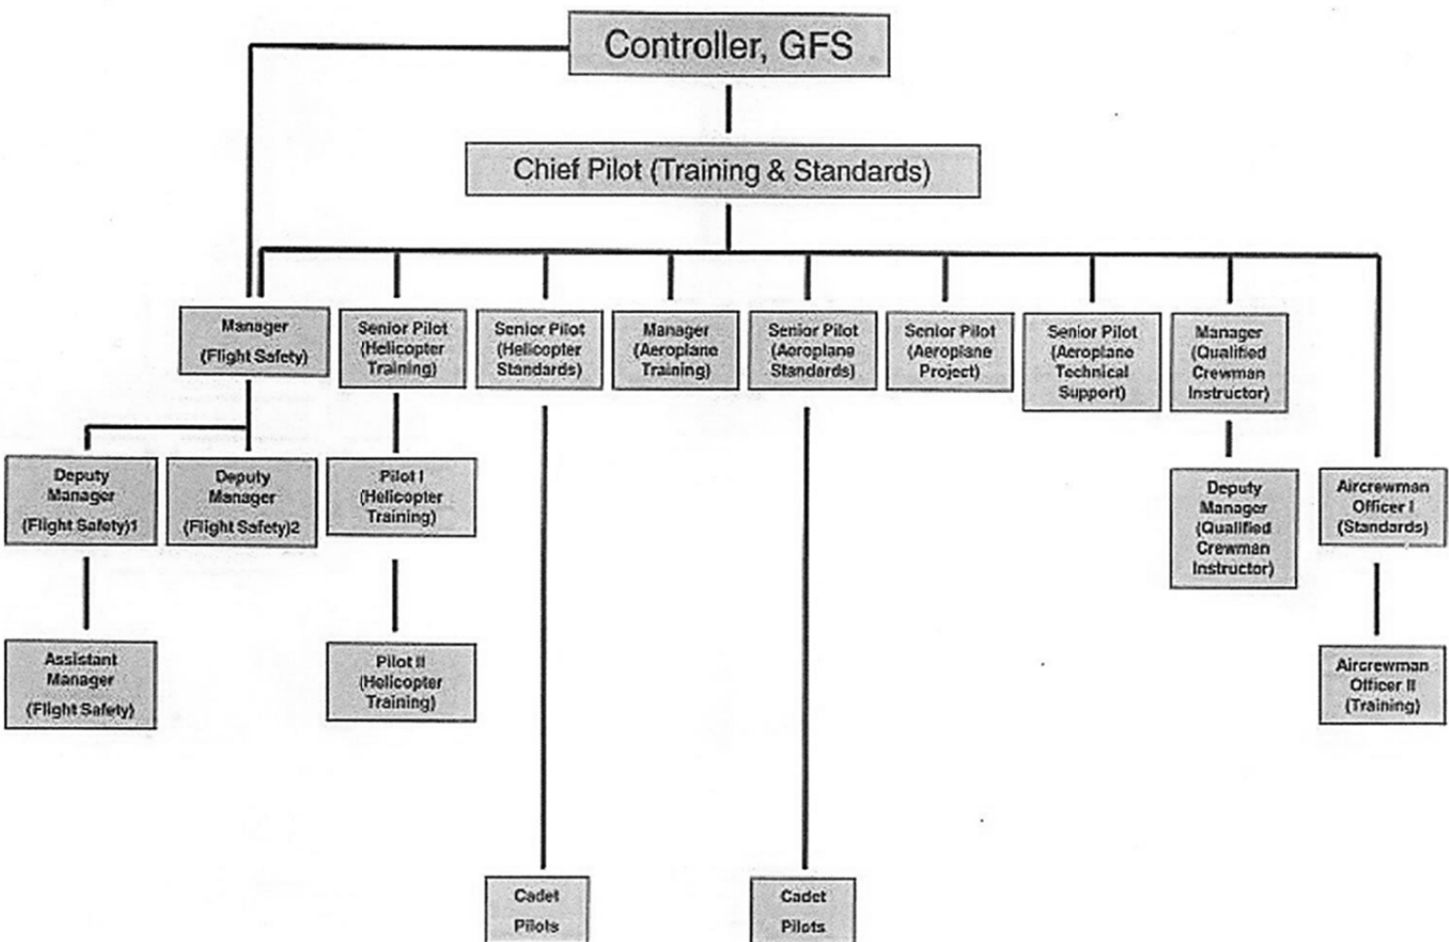 Controller, GFS
Chief Pilot (Training & Standards)
Manager
(Flight Safety)
Senior Pilot
(Helicopter
Training)
Senior Pilot
(Helicopter
Standards)
Manager
(Aeroplane
Training)
Senior Pilot
(Aeroplane
Standards)
Senior Pilot
(Aeroplane
Project)
Senior Pilot
(Aeroplane
Technical
Support)
Manager
(Qualified
Crewman
Instructor)
Deputy
Manager
(Flight Safety)1
Deputy
Manager
(Flight Safety)2
Pilot I
(Helicopter
Training)
Deputy
Manager
(Qualified
Crewman
Instructor)
Aircrewman
Officer I
(Standards)
Assistant
Manager
(Flight Safety)
Pilot II
(Helicopter
Training)
Aircrewman
Officer II
(Training)
Cadet
Pilots
Cadet
Pilots